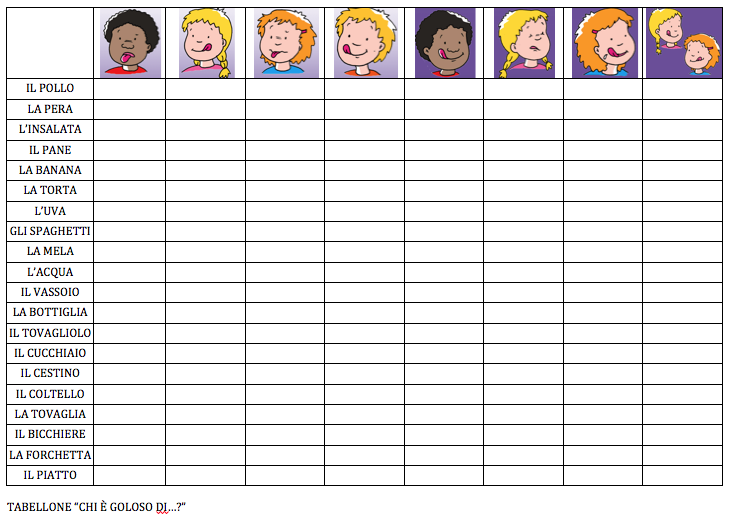 IL POLLO
LA PERA
L'INSALATA
IL PANE
LA BANANA
LA TORTA
L'UVA
GLI SPAGHETTI
LA MELA
L'ACQUA
IL VASSOIO
LA BOTTIGLIA
IL TOVAGLIOLO
IL CUCCHIAIO
IL CESTINO
IL COLTELLO
LA TOVAGLIA
IL BICCHIERE
LA FORCHETTA
IL PIATTO
TABELLONE "CHI È GOLOSO DI...?"